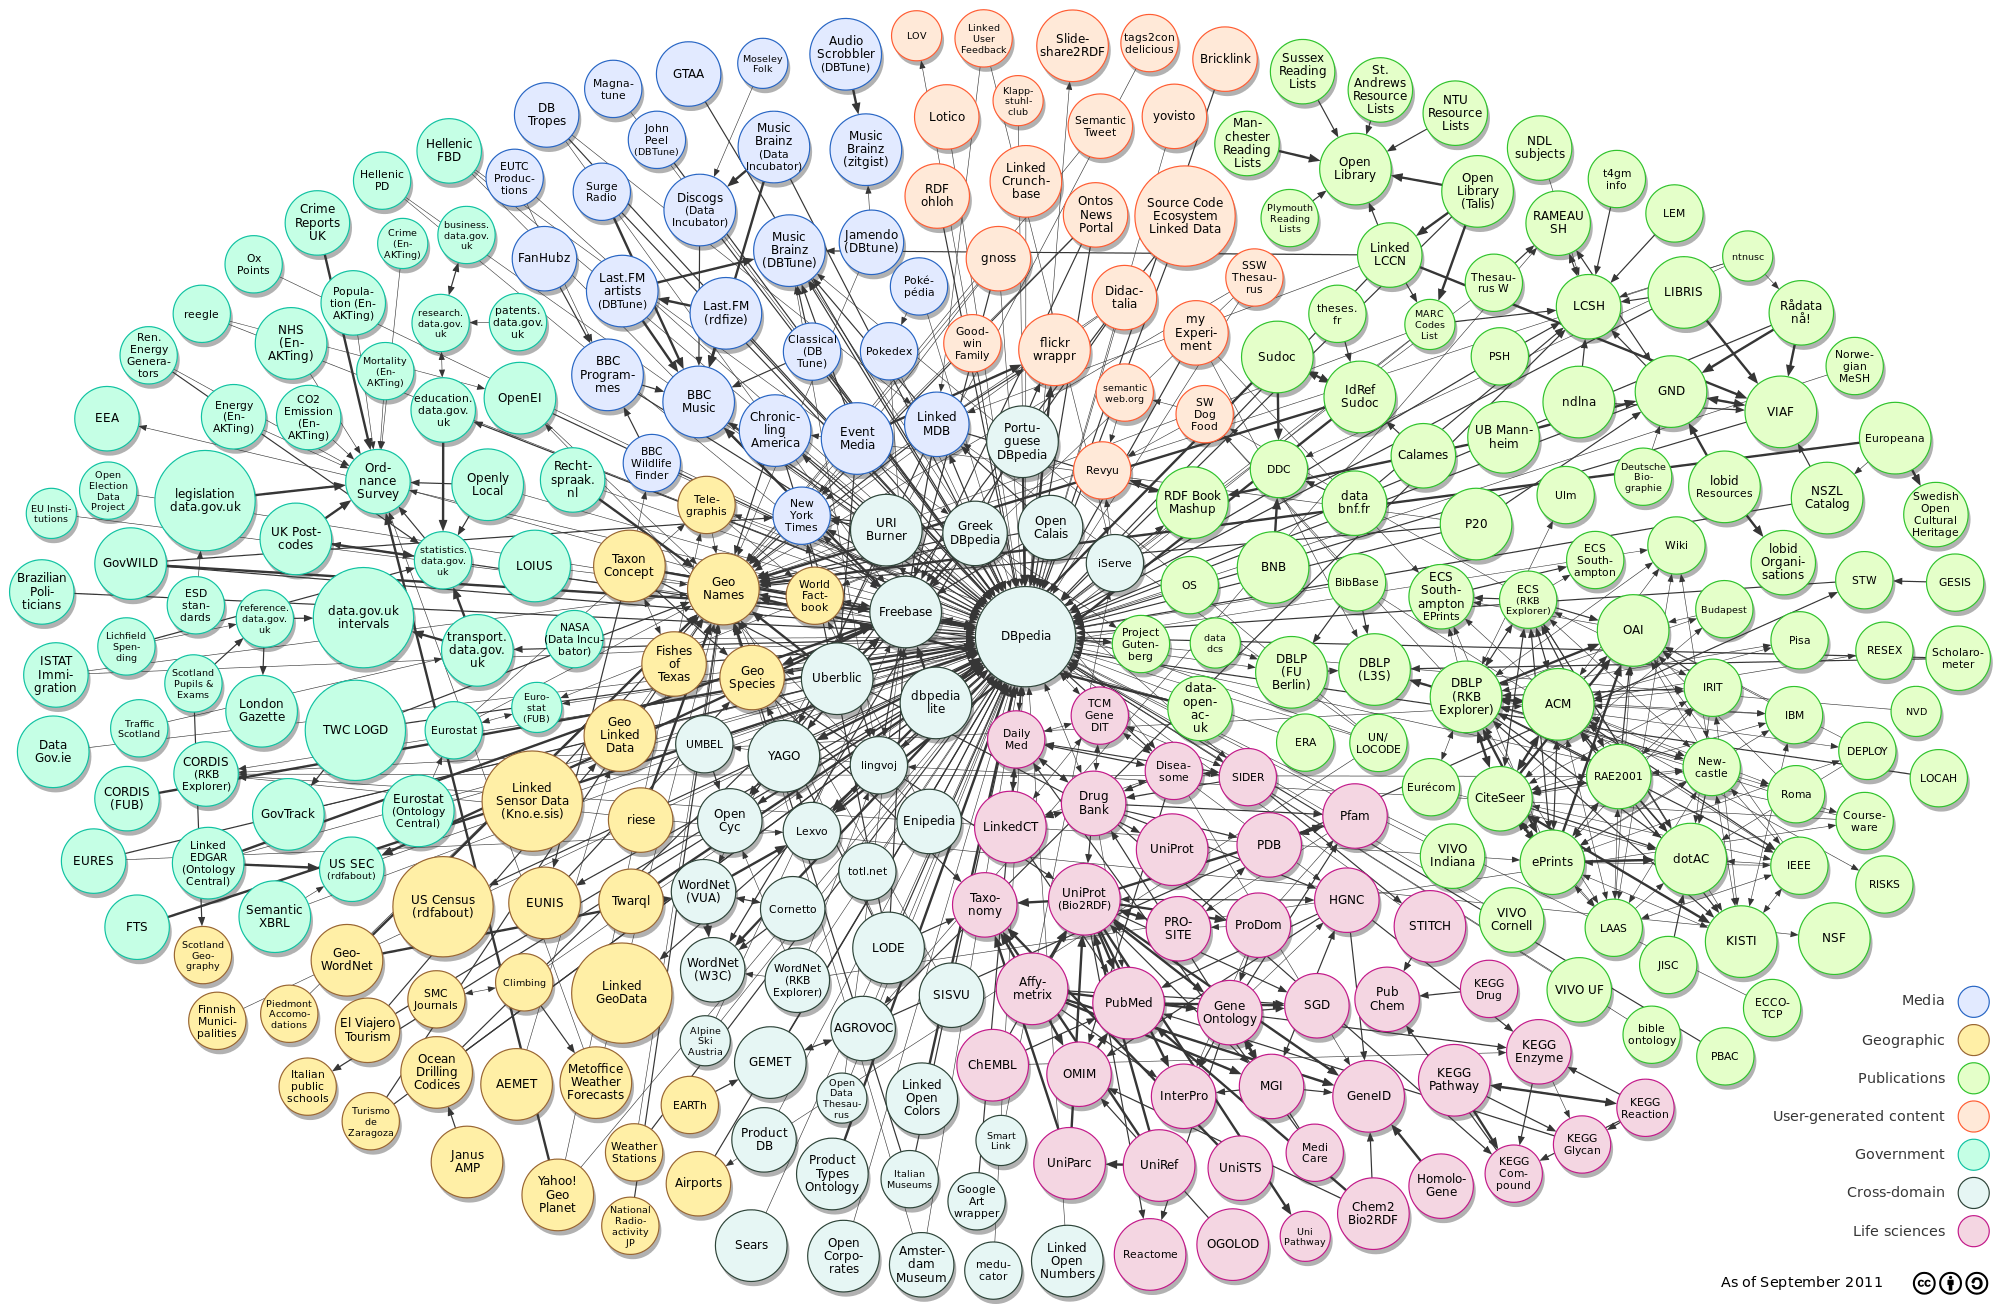 Audio
Scrobbler
(DBTune)
LOV
Linked
User
Feedback
Slide-
share2RDF
tags2con
delicious
Bricklink
Sussex
Reading
Lists
St.
Andrews
Resource
Lists
NTU
Resource
Lists
GTAA
Moseley
Folk
Magna-
tune
DB
Tropes
John
Peel
(DBTune)
Music
Brainz
(Data
Incubator)
Music
Brainz
(zitgist)
Lotico
Klapp-
stuhl-
club
Semantic
Tweet
yovisto
Man-
chester
Reading
Lists
Open
Library
Open
Library
(Talis)
NDL
subjects
t4gm
info
Hellenic
FBD
Hellenic
PD
EUTC
Produc-
tions
Surge
Radio
Discogs
(Data
Incubator)
RDF
ohloh
Linked
Crunch-
base
Ontos
News
Portal
Source Code
Ecosystem
Linked Data
Plymouth
Reading
Lists
Linked
LCCN
RAMEAU
SH
LEM
Crime
Reports
UK
Crime
(En-
AKTing)
business.
data.gov.
uk
FanHubz
Music
Brainz
(DBTune)
Jamendo
(DBtune)
gnoss
SSW
Thesau-
rus
Thesau-
rus W
LIBRIS
ntnusc
Ox
Points
Popula-
tion (En-
AKTing)
Last.FM
artists
(DBTune)
Last.FM
(rdfize)
Poké-
pédia
Didac-
talia
theses.
fr
MARC
Codes
List
LCSH
Rådata
nå!
reegle
NHS
(En-
AKTing)
research.
data.gov.
uk
patents.
data.gov.
uk
Classical
(DB
Tune)
Pokedex
Good-
win
Family
flickr
wrappr
my
Experi-
ment
Sudoc
PSH
Norwe-
gian
MeSH
Ren.
Energy
Genera-
tors
Mortality
(En-
AKTing)
BBC
Program-
mes
BBC
Music
semantic
web.org
IdRef
Sudoc
GND
VIAF
EEA
Energy
(En-
AKTing)
CO2
Emission
(En-
AKTing)
education.
data.gov.
uk
OpenEI
Chronic-
ling
America
Event
Media
Linked
MDB
Portu-
guese
DBpedia
SW
Dog
Food
ndlna
UB Mann-
heim
Europeana
Open
Election
Data
Project
legislation
data.gov.uk
Ord-
nance
Survey
Openly
Local
Recht-
spraak.
nl
BBC
Wildlife
Finder
Revyu
DDC
Calames
Deutsche
Bio-
graphie
lobid
Resources
NSZL
Catalog
Swedish
Open
Cultural
Heritage
EU Insti-
tutions
UK Post-
codes
Tele-
graphis
New
York
Times
URI
Burner
Greek
DBpedia
Open
Calais
RDF Book
Mashup
data
bnf.fr
Ulm
P20
Wiki
lobid
Organi-
sations
GovWILD
statistics.
data.gov.
uk
LOIUS
Taxon
Concept
Geo
Names
World
Fact-
book
Freebase
iServe
OS
BNB
BibBase
ECS
South-
ampton
EPrints
ECS
(RKB
Explorer)
ECS
South-
ampton
STW
GESIS
Brazilian
Poli-
ticians
ESD
stan-
dards
reference.
data.gov.
uk
data.gov.uk
intervals
transport.
data.gov.
uk
NASA
(Data Incu-
bator)
DBpedia
Project
Guten-
berg
data
dcs
DBLP
(FU
Berlin)
DBLP
(L3S)
OAI
Budapest
Pisa
RESEX
Scholaro-
meter
Lichfield
Spen-
ding
ISTAT
Immi-
gration
Scotland
Pupils &
Exams
Fishes
of
Texas
Geo
Species
Uberblic
dbpedia
lite
TCM
Gene
DIT
data-
open-
ac-
uk
DBLP
(RKB
Explorer)
ACM
IRIT
IBM
NVD
Traffic
Scotland
London
Gazette
TWC LOGD
Eurostat
Euro-
stat
(FUB)
Geo
Linked
Data
UMBEL
YAGO
lingvoj
Daily
Med
Disea-
some
SIDER
ERA
UN/
LOCODE
DEPLOY
Data
Gov.ie
CORDIS
(RKB
Explorer)
CORDIS
(FUB)
GovTrack
Eurostat
(Ontology
Central)
Linked
Sensor Data
(Kno.e.sis)
riese
Open
Cyc
Lexvo
Enipedia
LinkedCT
Drug
Bank
Pfam
Eurécom
CiteSeer
RAE2001
New-
castle
Roma
LOCAH
Course-
ware
EURES
Linked
EDGAR
(Ontology
Central)
US SEC
(rdfabout)
US Census
(rdfabout)
EUNIS
Twarql
WordNet
(VUA)
Cornetto
totl.net
Taxo-
nomy
UniProt
(Bio2RDF)
UniProt
PDB
HGNC
VIVO
Indiana
ePrints
dotAC
IEEE
RISKS
FTS
Semantic
XBRL
Scotland
Geo-
graphy
Geo-
WordNet
LODE
PRO-
SITE
ProDom
STITCH
VIVO
Cornell
LAAS
KISTI
NSF
Finnish
Munici-
palities
Piedmont
Accomo-
dations
El Viajero
Tourism
SMC
Journals
Climbing
Linked
GeoData
WordNet
(W3C)
WordNet
(RKB
Explorer)
SISVU
Affy-
metrix
PubMed
Gene
Ontology
SGD
Pub
Chem
KEGG
Drug
VIVO UF
JISC
ECCO-
TCP
Media
Alpine
Ski
Austria
AGROVOC
GEMET
bible
ontology
PBAC
Geographic
Italian
public
schools
Ocean
Drilling
Codices
AEMET
Metoffice
Weather
Forecasts
EARTh
Open
Data
Thesau-
rus
Linked
Open
Colors
ChEMBL
OMIM
InterPro
MGI
GeneID
KEGG
Pathway
KEGG
Enzyme
KEGG
Reaction
Publications
Turismo
de
Zaragoza
Product
DB
Smart
Link
User-generated content
Janus
AMP
Yahoo!
Geo
Planet
Weather
Stations
Airports
Product
Types
Ontology
Italian
Museums
Google
Art
wrapper
UniParc
UniRef
UniSTS
Medi
Care
Homolo-
Gene
KEGG
Com-
pound
KEGG
Glycan
Government
Cross-domain
National
Radio-
activity
JP
Sears
Open
Corpo-
rates
Amster-
dam
Museum
medu-
cator
Linked
Open
Numbers
Reactome
OGOLOD
Uni
Pathway
Chem2
Bio2RDF
Life sciences
As of September 2011
cc